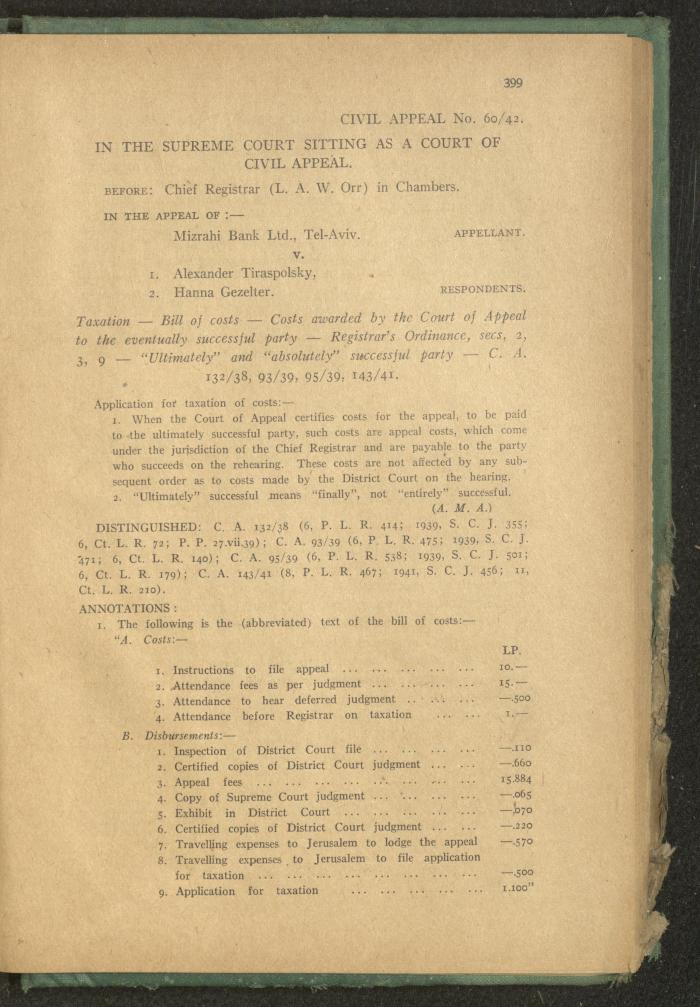 399
CIVIL APPEAL No. 60/42.
IN THE SUPREME COURT SITTING AS A COURT OF
CIVIL APPEAL.
BEFORE: Chief Registrar (L. A. W. Orr) in Chambers.
IN THE APPEAL OF :—
Mizrahi Bank Ltd., Tel-Aviv. APPELLANT.
v.
1. Alexander Tiraspolsky,
2. Hanna Gezelter. RESPONDENTS.
Taxation — Bill of costs — Costs awarded by the Court of Appeal
to the eventually successful party — Registrar's Ordinance, secs, 2,
3, 9 — "Ultimately" and "absolutely" successful party — C. A.
132/38, 93/39, 95/39, 143/41.
Application for taxation of costs:—
1. When the Court of Appeal certifies costs for the appeal, to be paid
to the ultimately successful party, such costs are appeal costs, which come
under the jurisdiction of the Chief Registrar and are payable to the party
who succeeds on the rehearing. These costs are not affected by any sub-
sequent order as to costs made by the District Court on the hearing.
2. "Ultimately" successful means "finally", not "entirely" successful.
(A. M. A.)
DISTINGUISHED: C. A. 132/38 (6, P. L. R. 414; 1939, S. C. J. 355;
6, Ct. L. R. 72; P. P. 27.vii.39); C. A. 93/39 (6, P. L. R. 475; 1939, S. C. J.
471; 6, Ct. L. R. 140); C. A. 95/39 (6, P. L. R. 538; 1939, S. C. J. 501;
6, Ct. L. R. 179); C. A. 143/41 (8, P. L. R. 467; 1941, S. C. J. 456; 11,
Ct. L. R. 210).
ANNOTATIONS :
1. The following is the (abbreviated) text of the bill of costs:—
"A. Costs:—
LP.
1. Instructions to file appeal ... ... ... ... ... 10.—
2. Attendance fees as per judgment ... ... ... ... 15.—
3. Attendance to hear deferred judgment ... ... ... —.500
4. Attendance before Registrar on taxation ... ... 1.—
B. Disbursements:—
1. Inspection of District Court file ... ... ... ... —.110
2. Certified copies of District Court judgment ... ... —.660
3. Appeal fees ... ... ... ... ... ... ... ... 15.884
4. Copy of Supreme Court judgment ... ... ... ... —.065
5. Exhibit in District Court ... ... ... ... ... —.070
6. Certified copies of District Court judgment ... ... —.220
7. Travelling expenses to Jerusalem to lodge the appeal —.570
8. Travelling expenses to Jerusalem to file application
for taxation ... ... ... ... ... ... ... ... —.500
9. Application for taxation ... ... ... ... ... 1.100"